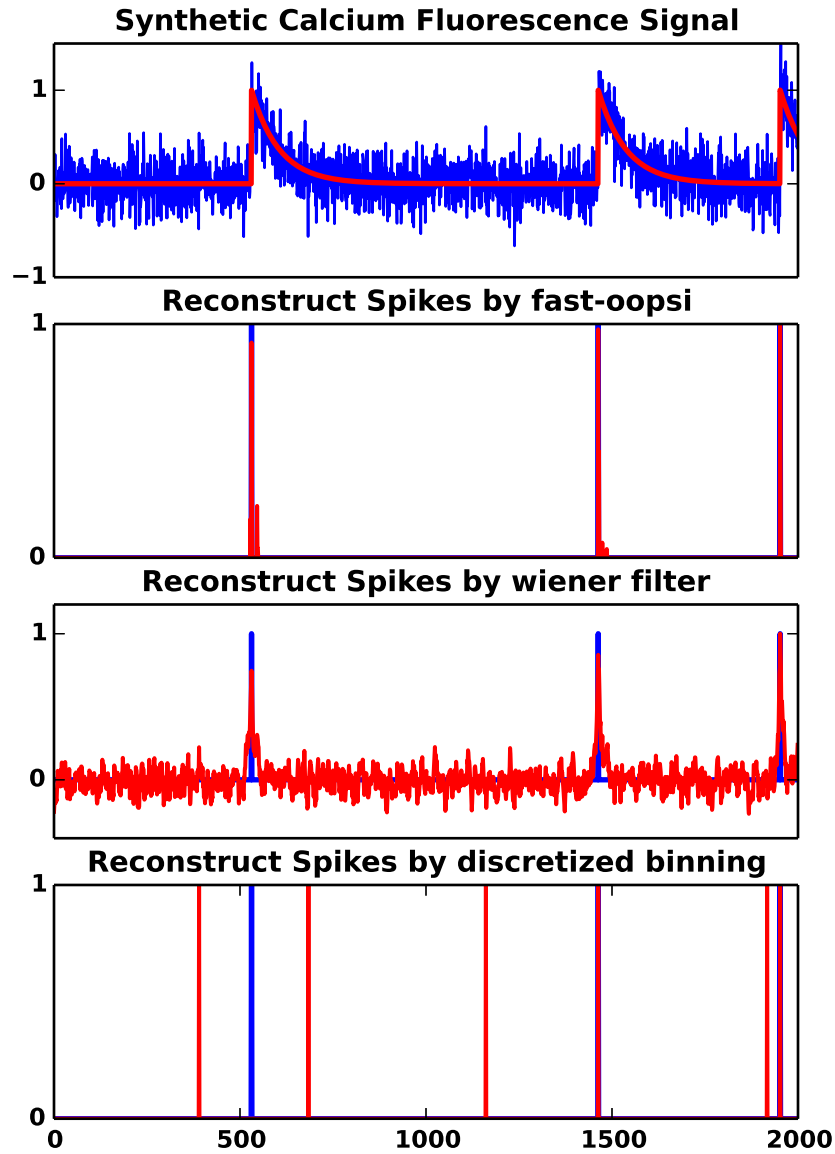 Synthetic Calcium Fluorescence Signal
1
0
−1
Reconstruct Spikes by fast-oopsi
1
0
Reconstruct Spikes by wiener filter
1
0
Reconstruct Spikes by discretized binning
1
0
0 500 1000 1500 2000